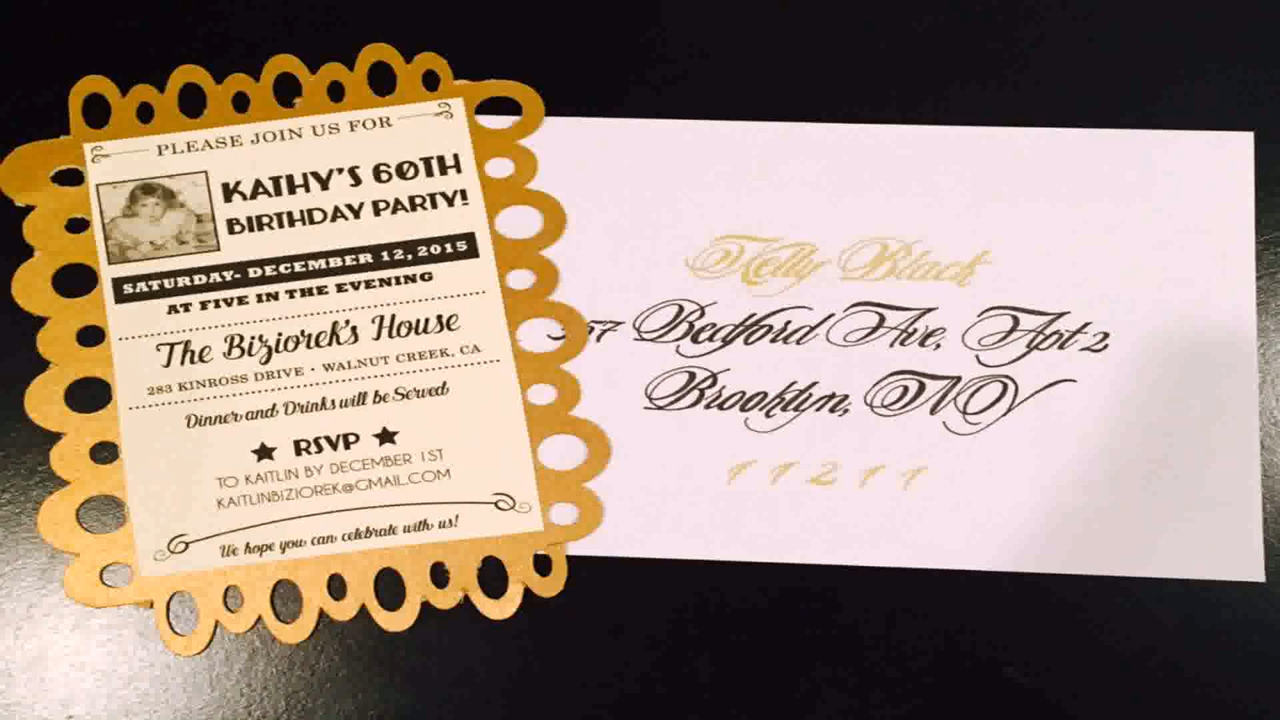 PLEASE JOIN US FOR
KATHY'S 60TH
BIRTHDAY PARTY!
SATURDAY- DECEMBER 12, 2015
AT FIVE IN THE EVENING
The Biziorek's House
283 KINROSS DRIVE • WALNUT CREEK, CA
Dinner and Drinks will be Served
★ RSVP ★
TO KAITLIN BY DECEMBER 1ST
KAITLINBIZIOREK@GMAIL.COM
We hope you can celebrate with us!
Kelly Black
Bedford Ave, Apt 2
Brooklyn, NY
11211